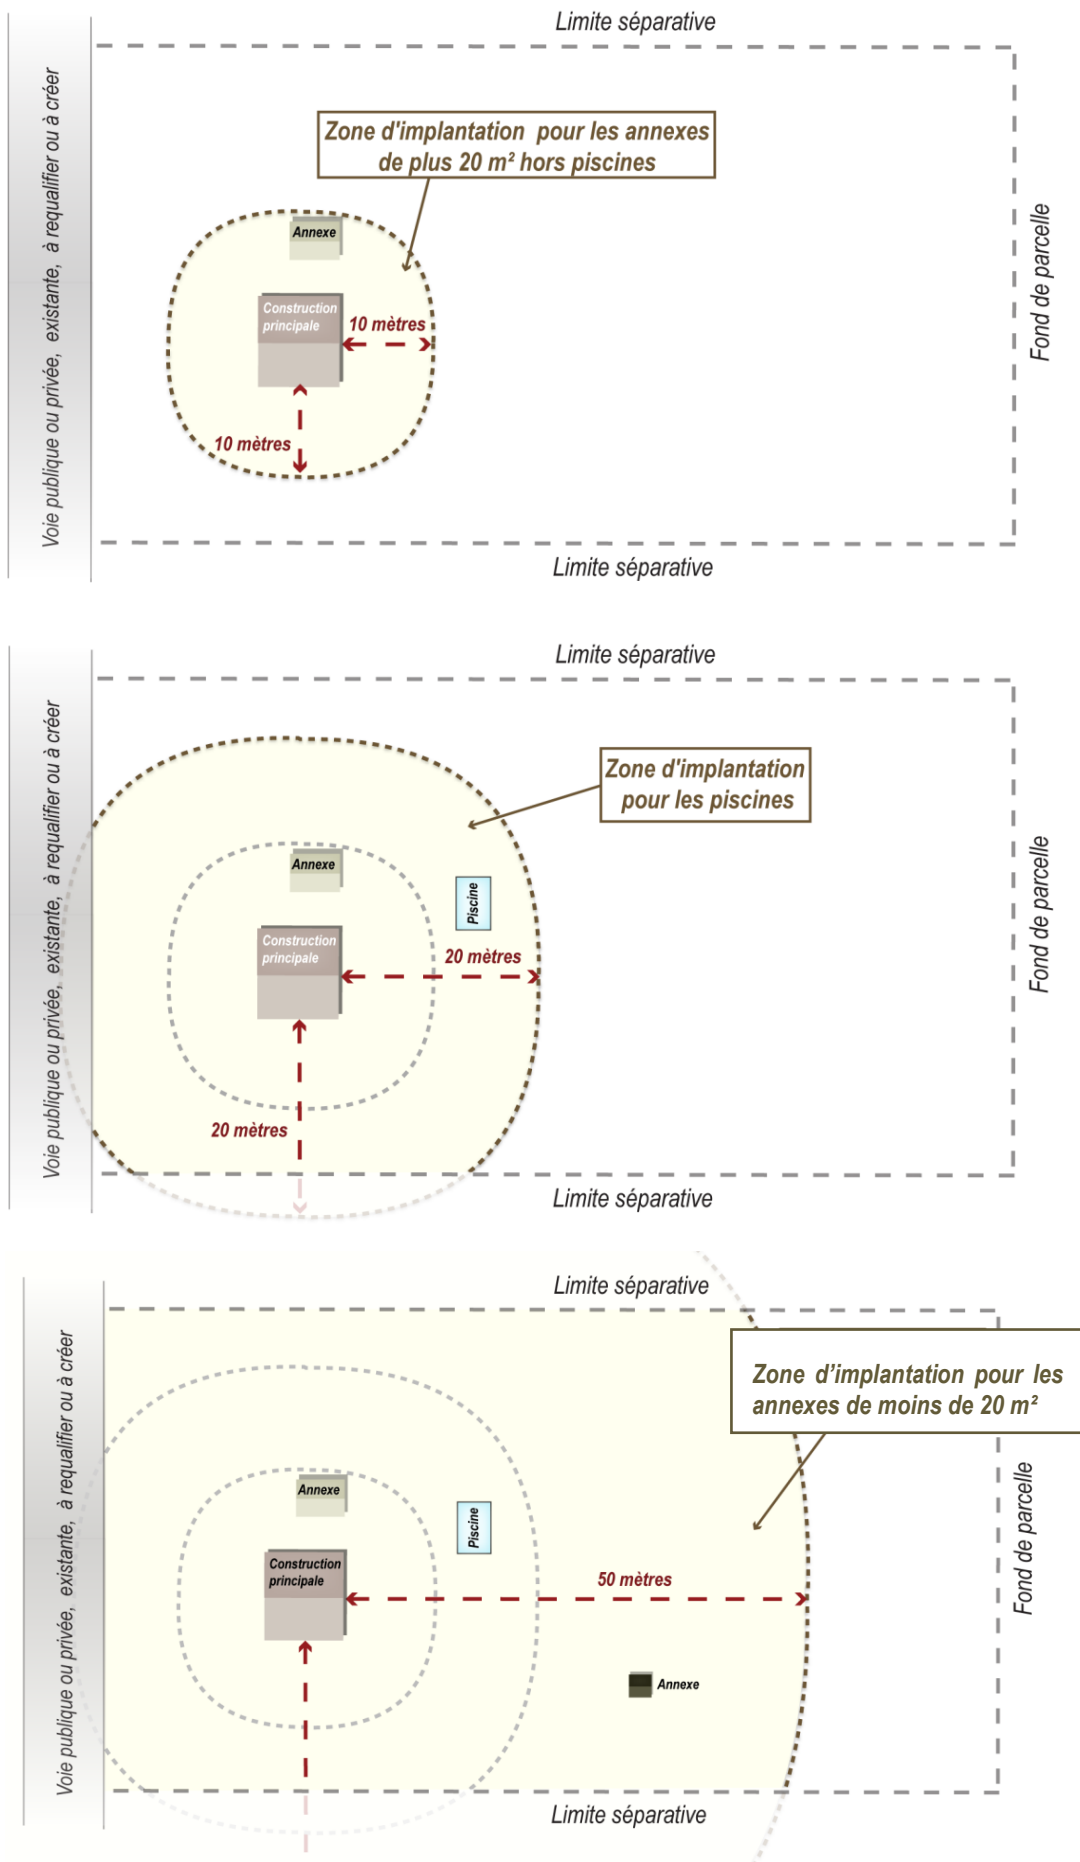 Limite séparative
Voie publique ou privée, existante, à requalifier ou à créer
Zone d'implantation pour les annexes
de plus 20 m² hors piscines
Annexe
Construction
principale
10 mètres
10 mètres
Fond de parcelle
Limite séparative
Limite séparative
Voie publique ou privée, existante, à requalifier ou à créer
Zone d'implantation
pour les piscines
Annexe
Piscine
Construction
principale
20 mètres
20 mètres
Fond de parcelle
Limite séparative
Limite séparative
Voie publique ou privée, existante, à requalifier ou à créer
Zone d’implantation pour les
annexes de moins de 20 m²
Annexe
Piscine
Construction
principale
50 mètres
Annexe
Fond de parcelle
Limite séparative